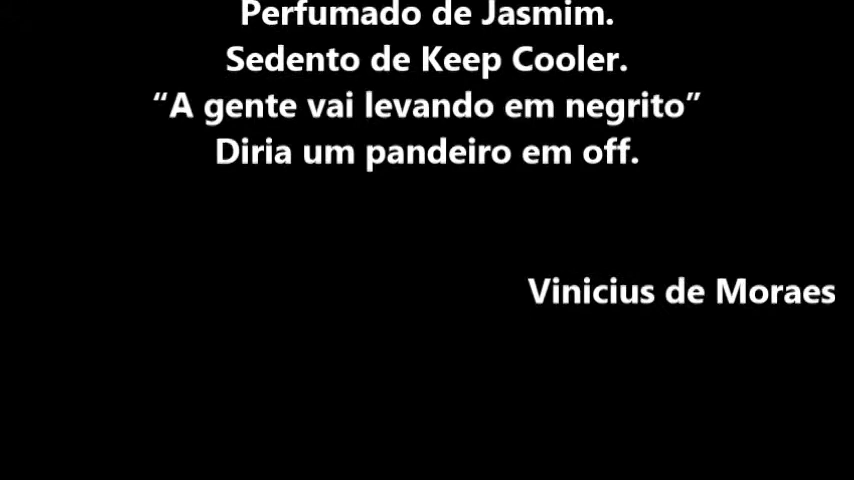 Perfumado de Jasmim.
Sedento de Keep Cooler.
“A gente vai levando em negrito”
Diria um pandeiro em off.
Vinicius de Moraes